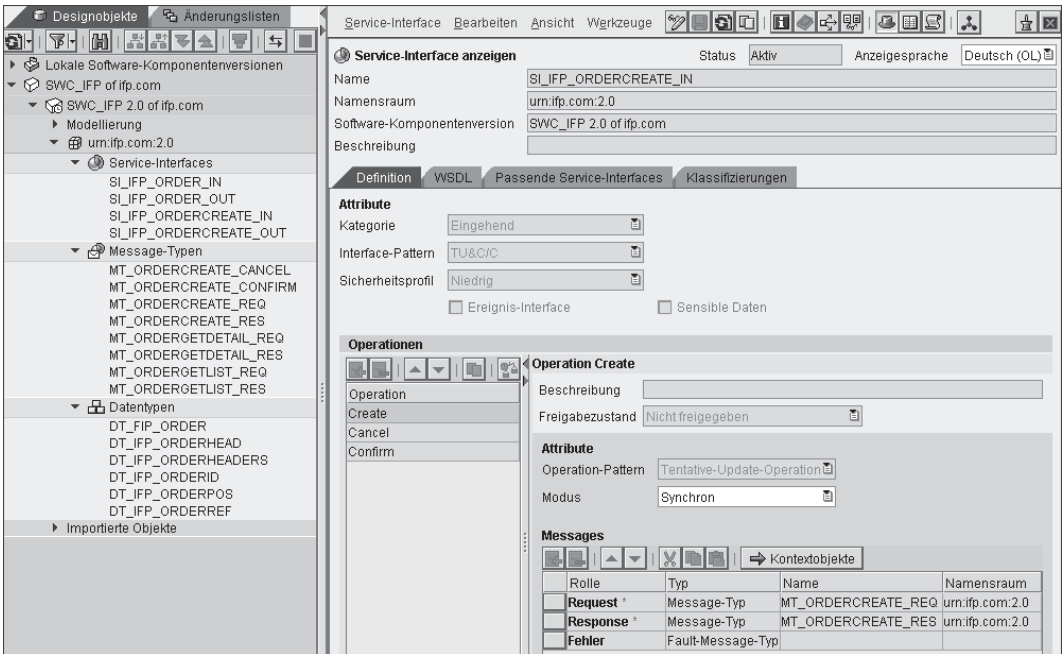 Designobjekte
Änderungslisten
Lokale Software-Komponentenversionen
SWC_IFP of ifp.com
SWC_IFP 2.0 of ifp.com
Modellierung
urn:ifp.com:2.0
Service-Interfaces
SI_IFP_ORDER_IN
SI_IFP_ORDER_OUT
SI_IFP_ORDERCREATE_IN
SI_IFP_ORDERCREATE_OUT
Message-Typen
MT_ORDERCREATE_CANCEL
MT_ORDERCREATE_CONFIRM
MT_ORDERCREATE_REQ
MT_ORDERCREATE_RES
MT_ORDERGETDETAIL_REQ
MT_ORDERGETDETAIL_RES
MT_ORDERGETLIST_REQ
MT_ORDERGETLIST_RES
Datentypen
DT_FIP_ORDER
DT_IFP_ORDERHEAD
DT_IFP_ORDERHEADERS
DT_IFP_ORDERID
DT_IFP_ORDERPOS
DT_IFP_ORDERREF
Importierte Objekte
Service-Interface Bearbeiten Ansicht Werkzeuge
Service-Interface anzeigen Status Aktiv Anzeigesprache Deutsch (OL)
Name SI_IFP_ORDERCREATE_IN
Namensraum urn:ifp.com:2.0
Software-Komponentenversion SWC_IFP 2.0 of ifp.com
Beschreibung
Definition WSDL Passende Service-Interfaces Klassifizierungen
Attribute
Kategorie Eingehend
Interface-Pattern TU&C/C
Sicherheitsprofil Niedrig
Ereignis-Interface Sensible Daten
Operationen
Operation
Create
Cancel
Confirm
Operation Create
Beschreibung
Freigabezustand Nicht freigegeben
Attribute
Operation-Pattern Tentative-Update-Operation
Modus Synchron
Messages
Kontextobjekte
Rolle Typ Name Namensraum
Request * Message-Typ MT_ORDERCREATE_REQ urn:ifp.com:2.0
Response * Message-Typ MT_ORDERCREATE_RES urn:ifp.com:2.0
Fehler Fault-Message-Typ